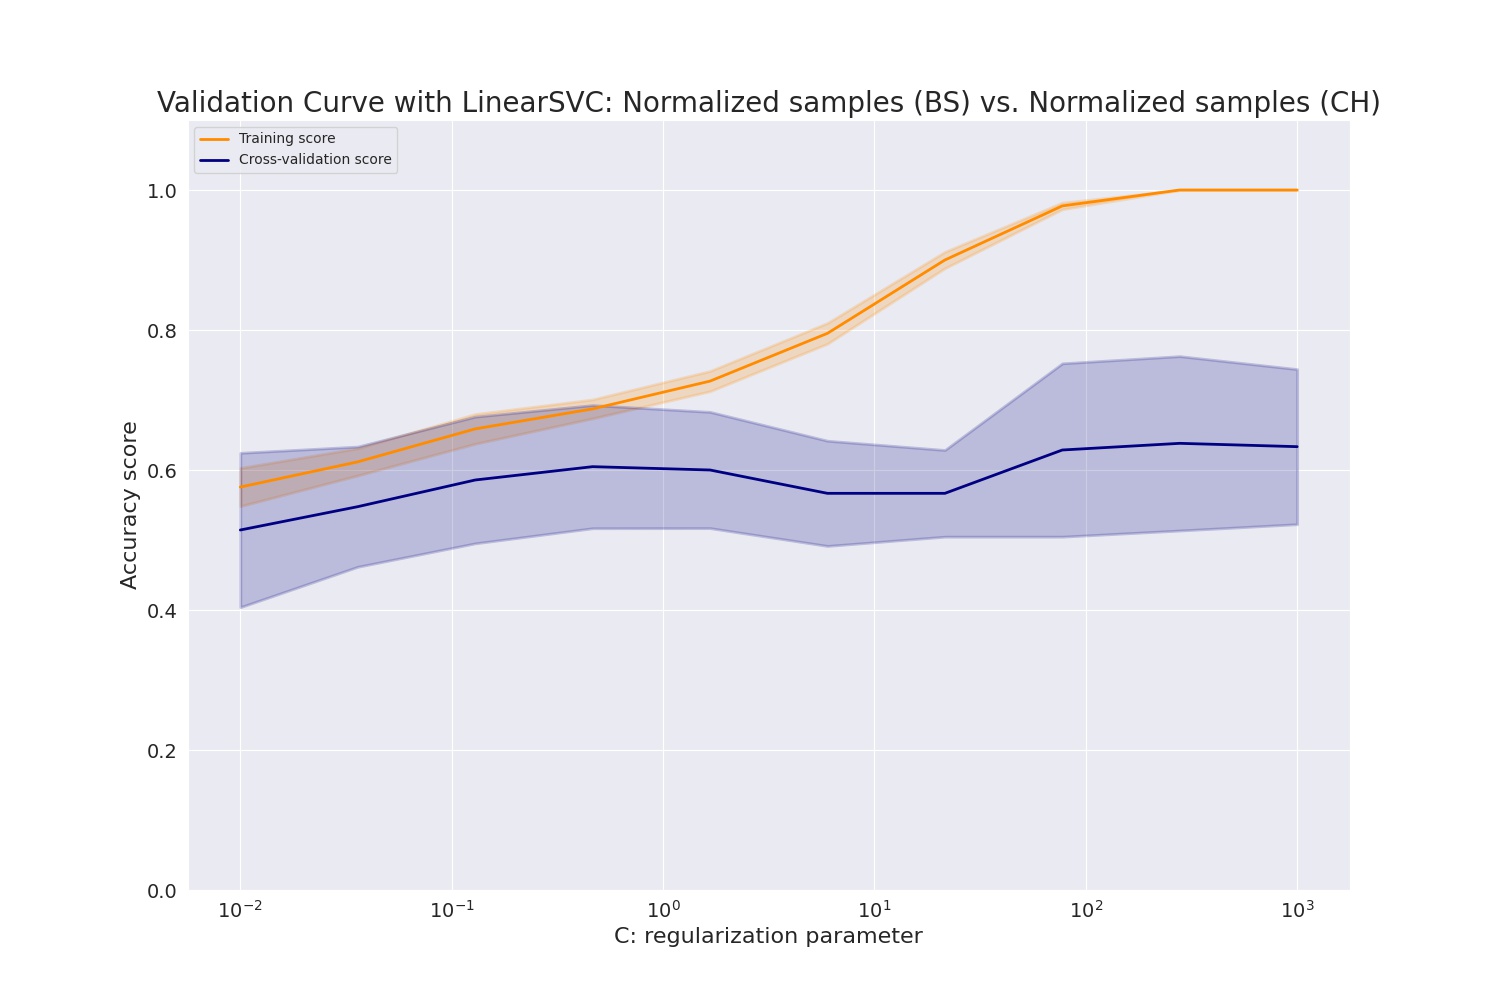 Validation Curve with LinearSVC: Normalized samples (BS) vs. Normalized samples (CH)
Training score
Cross-validation score
1.0
0.8
0.6
0.4
0.2
0.0
Accuracy score
10⁻² 10⁻¹ 10⁰ 10¹ 10² 10³
C: regularization parameter